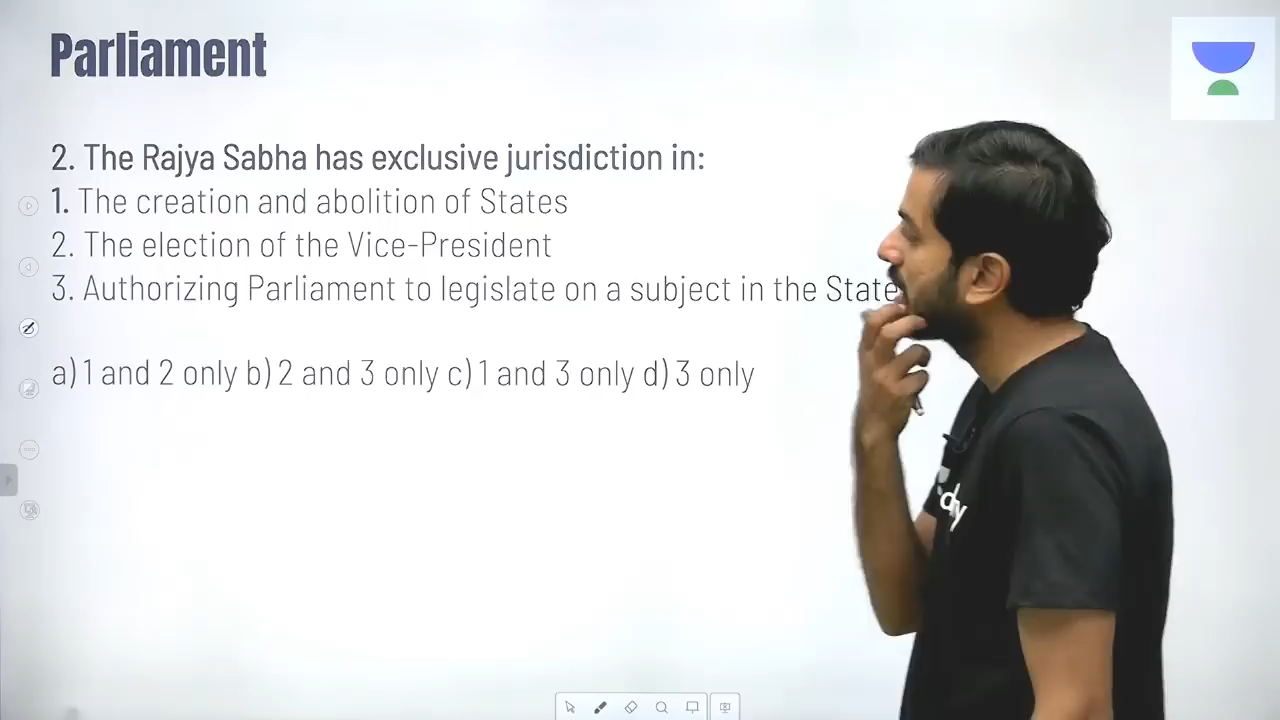 Parliament
2. The Rajya Sabha has exclusive jurisdiction in:
1. The creation and abolition of States
2. The election of the Vice-President
3. Authorizing Parliament to legislate on a subject in the State
a) 1 and 2 only b) 2 and 3 only c) 1 and 3 only d) 3 only